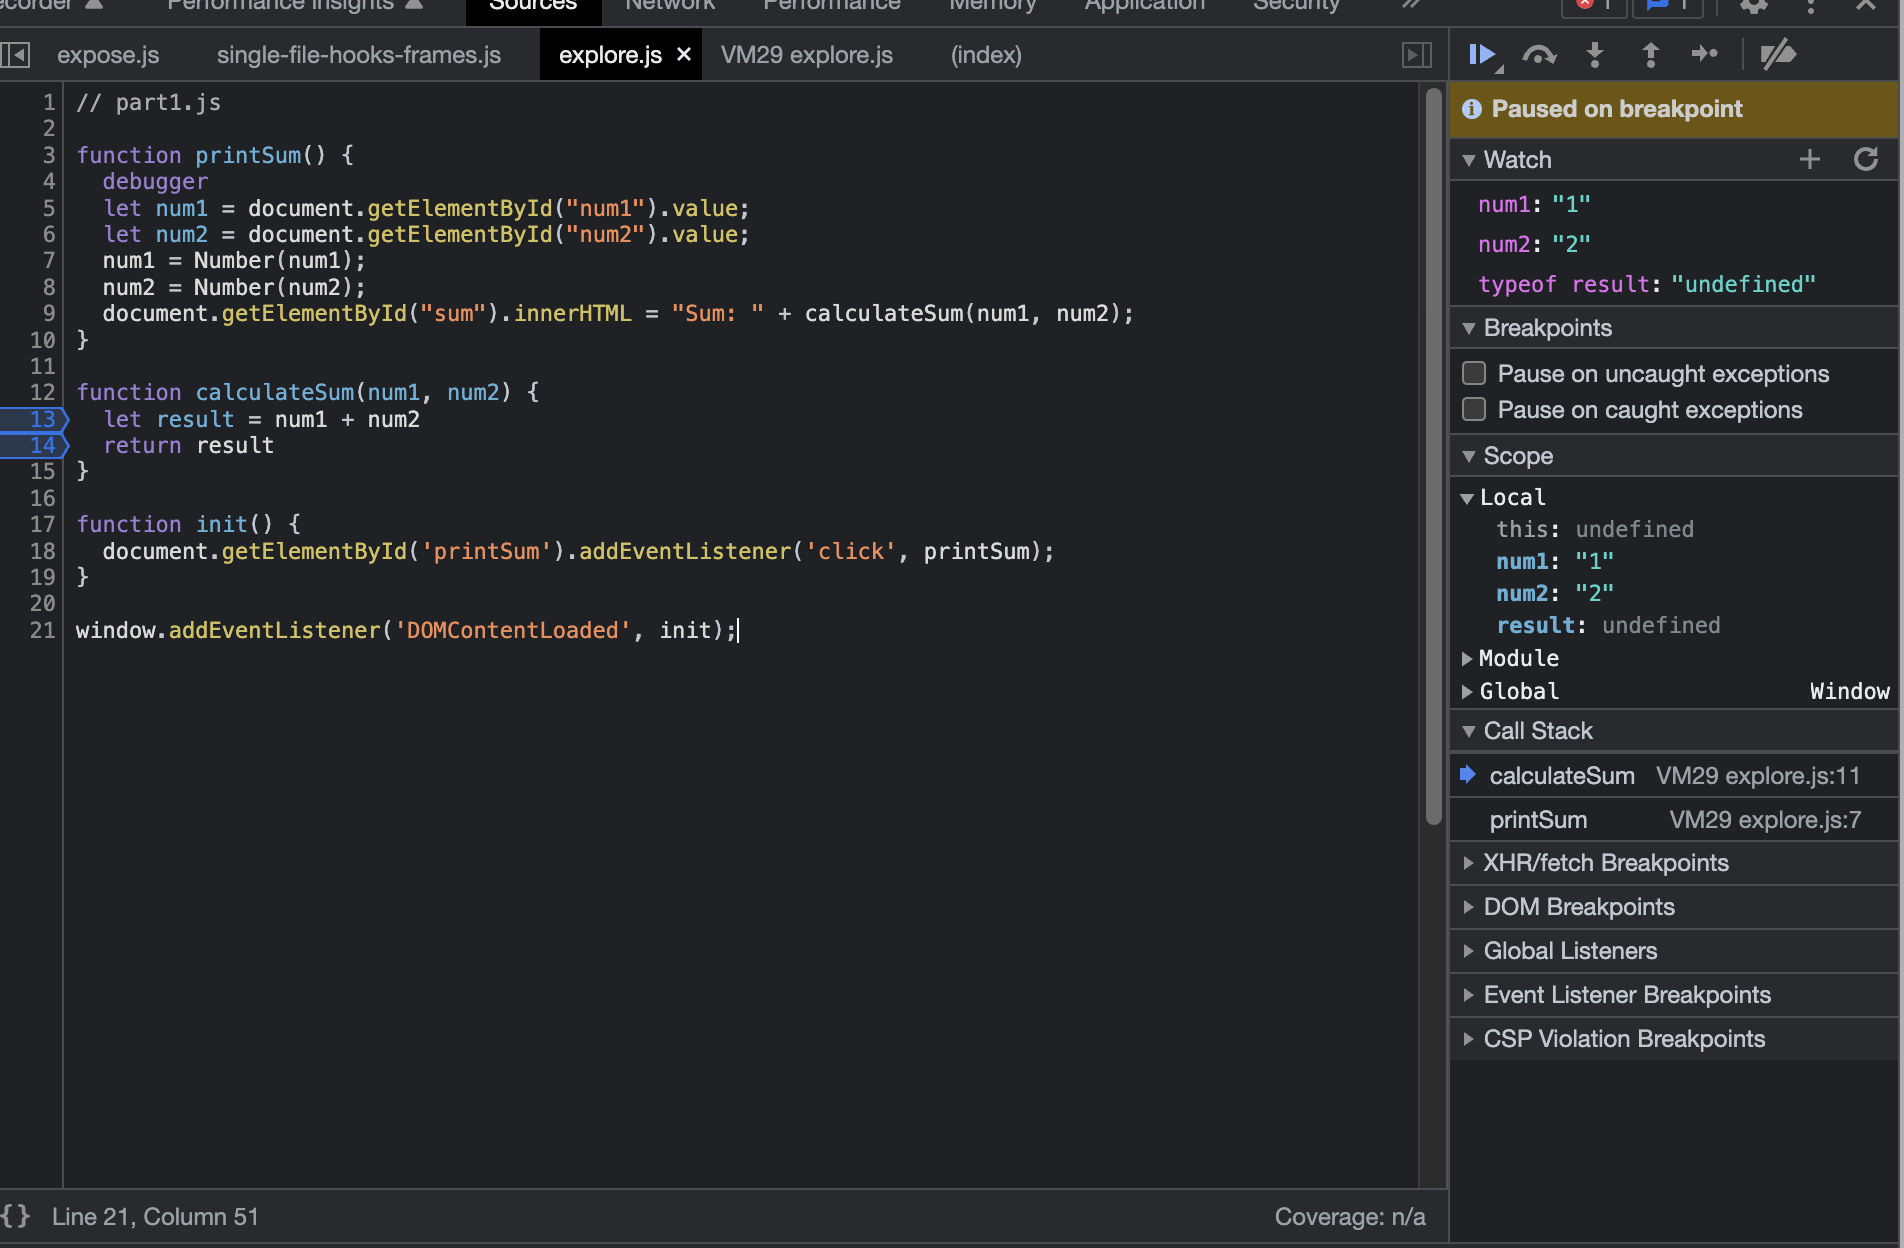 ecorder Performance Insights Sources Network Performance Memory Application Security » 1 1
expose.js single-file-hooks-frames.js explore.js × VM29 explore.js (index)
1 // part1.js
2
3 function printSum() {
4 debugger
5 let num1 = document.getElementById("num1").value;
6 let num2 = document.getElementById("num2").value;
7 num1 = Number(num1);
8 num2 = Number(num2);
9 document.getElementById("sum").innerHTML = "Sum: " + calculateSum(num1, num2);
10 }
11
12 function calculateSum(num1, num2) {
13 let result = num1 + num2
14 return result
15 }
16
17 function init() {
18 document.getElementById('printSum').addEventListener('click', printSum);
19 }
20
21 window.addEventListener('DOMContentLoaded', init);
{} Line 21, Column 51 Coverage: n/a
Paused on breakpoint
Watch
num1: "1"
num2: "2"
typeof result: "undefined"
Breakpoints
Pause on uncaught exceptions
Pause on caught exceptions
Scope
Local
this: undefined
num1: "1"
num2: "2"
result: undefined
Module
Global Window
Call Stack
calculateSum VM29 explore.js:11
printSum VM29 explore.js:7
XHR/fetch Breakpoints
DOM Breakpoints
Global Listeners
Event Listener Breakpoints
CSP Violation Breakpoints